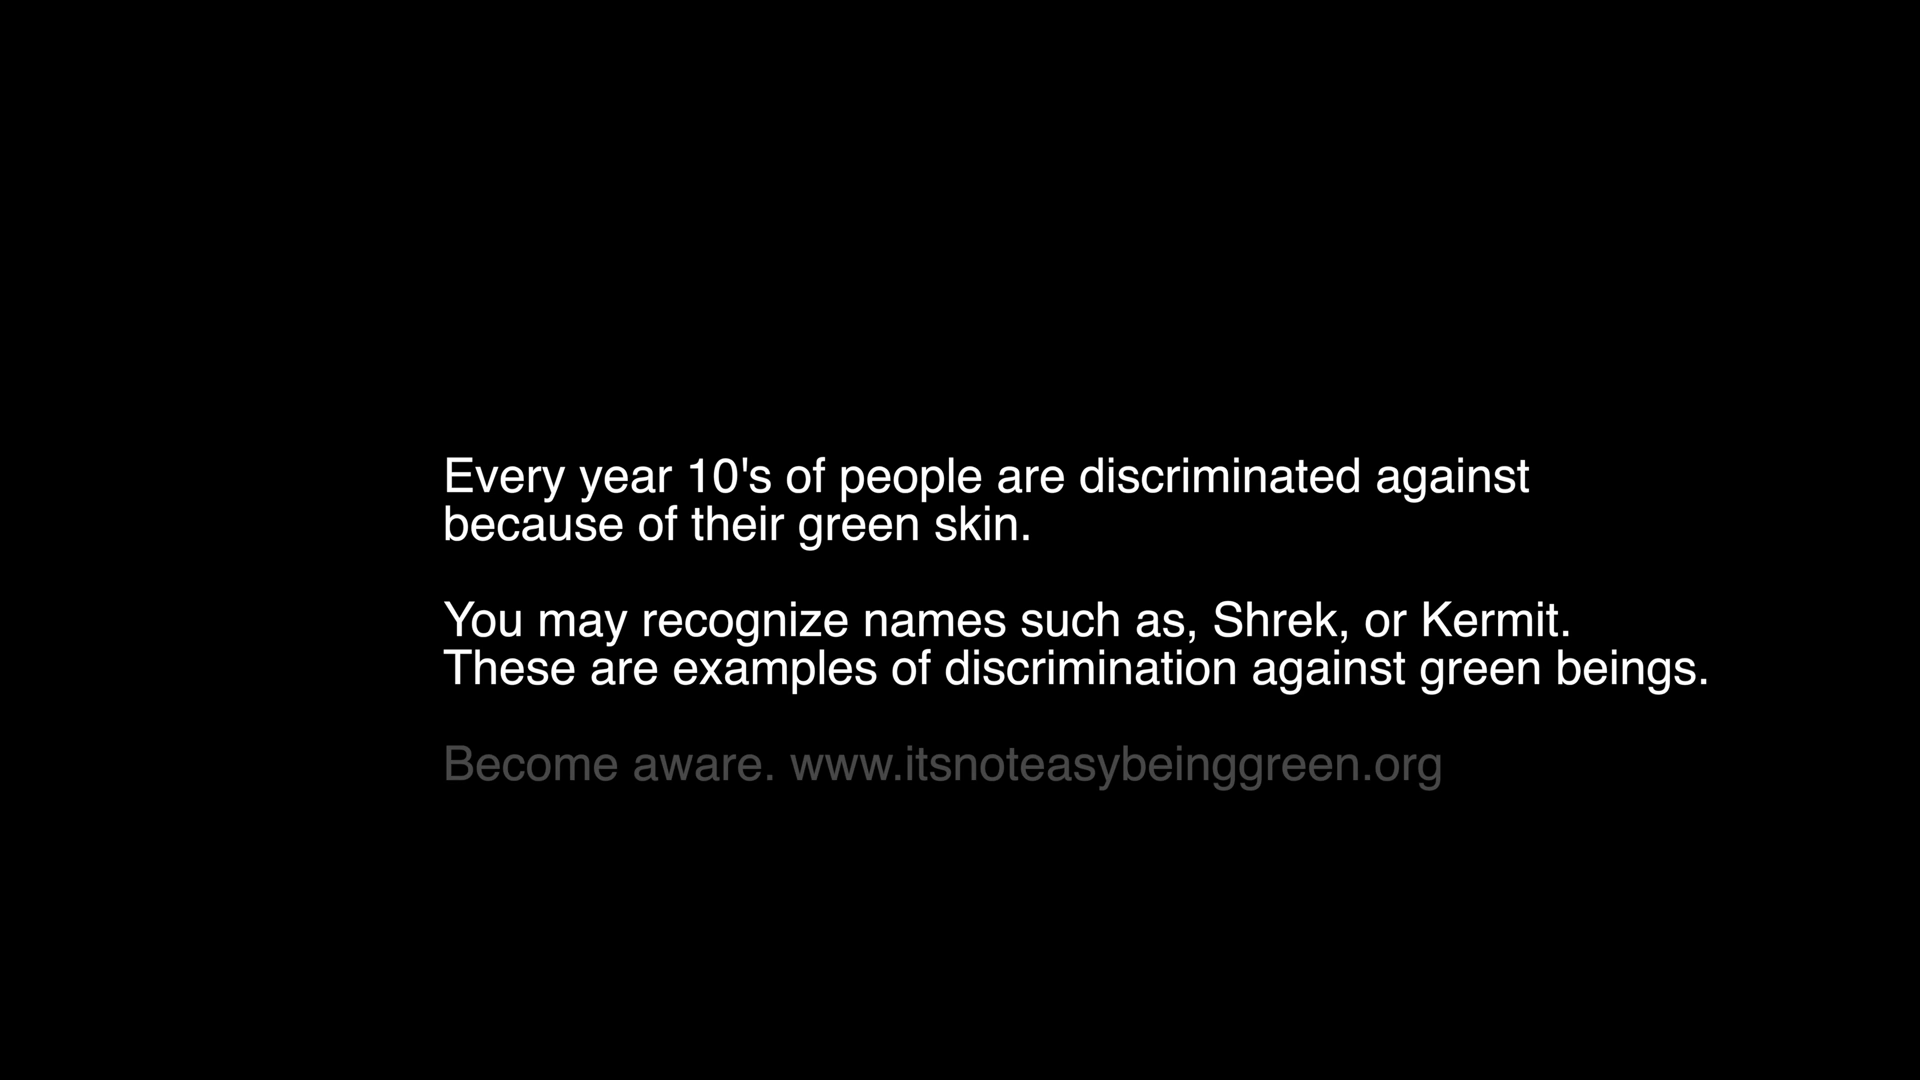 Every year 10's of people are discriminated against
because of their green skin.
You may recognize names such as, Shrek, or Kermit.
These are examples of discrimination against green beings.
Become aware. www.itsnoteasybeinggreen.org